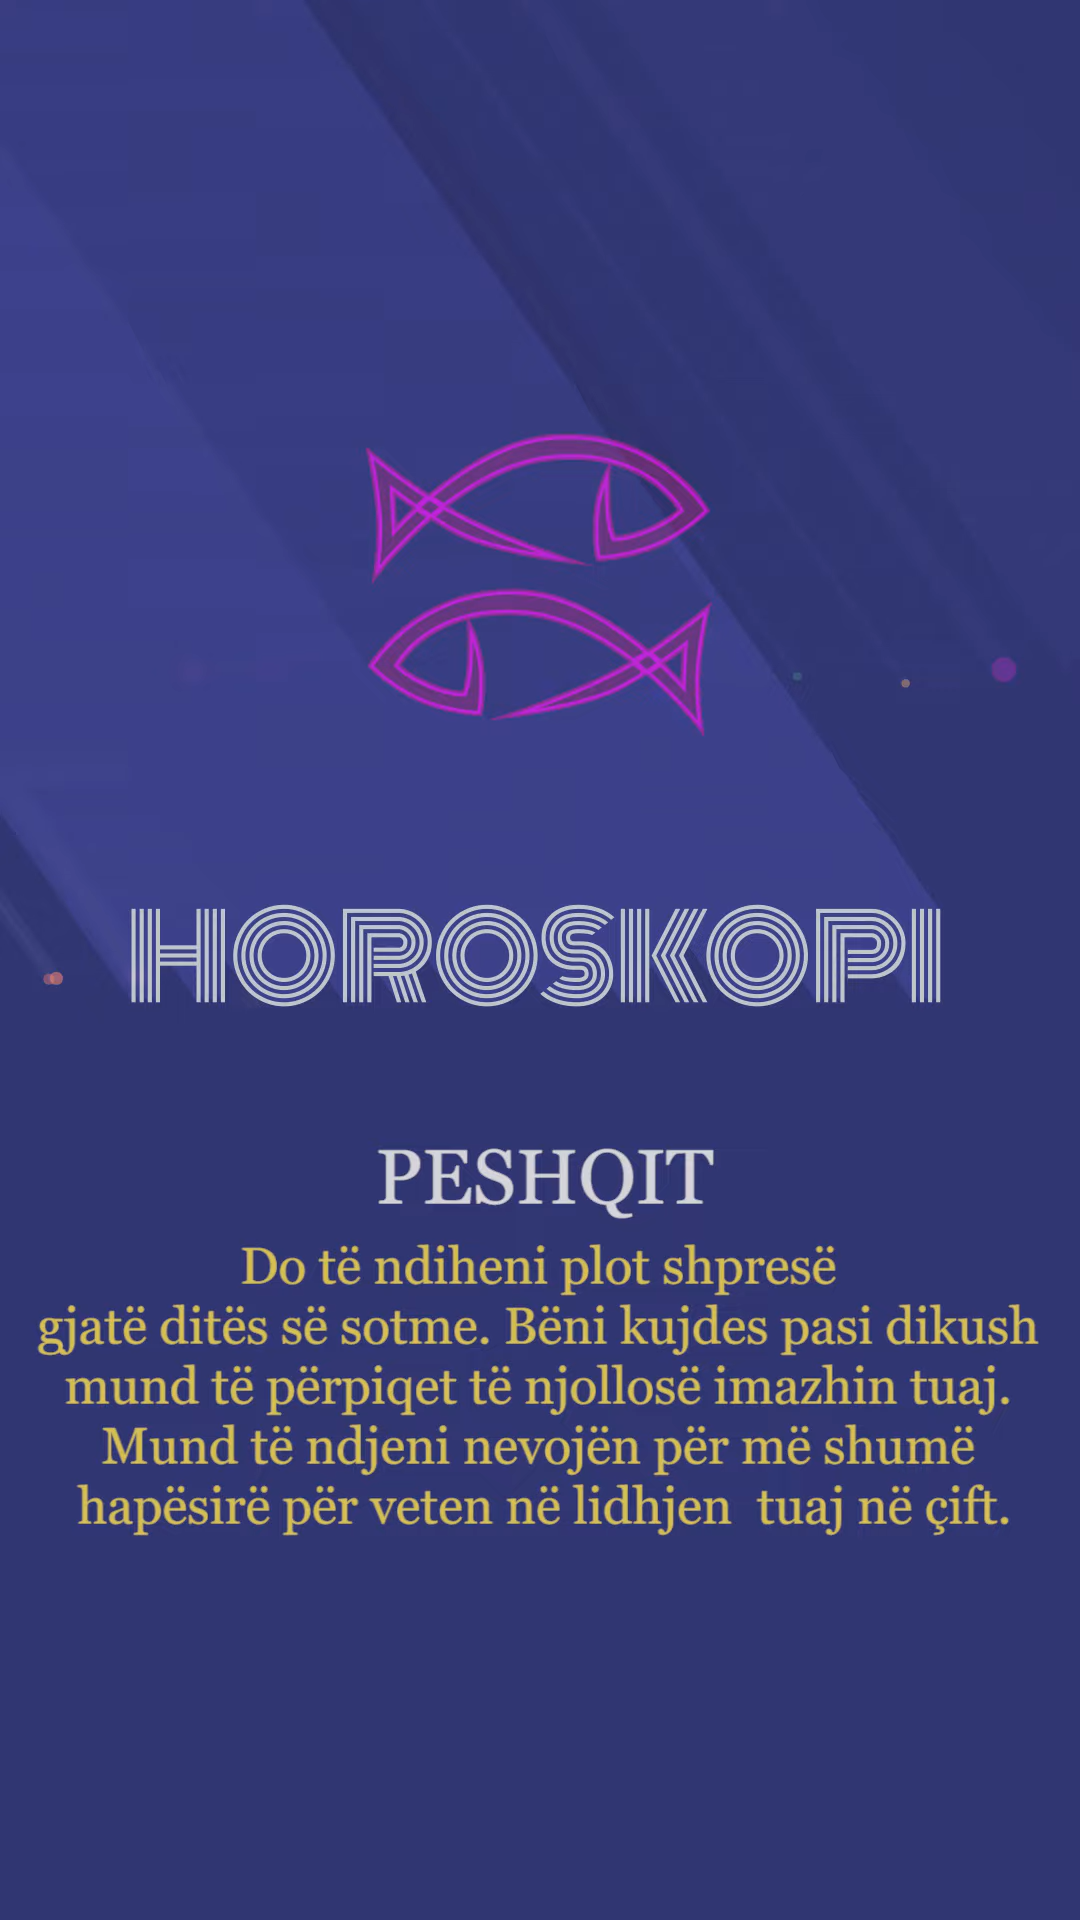 HOROSKOPI
PESHQIT
Do të ndiheni plot shpresë
gjatë ditës së sotme. Bëni kujdes pasi dikush
mund të përpiqet të njollosë imazhin tuaj.
Mund të ndjeni nevojën për më shumë
hapësirë për veten në lidhjen  tuaj në çift.